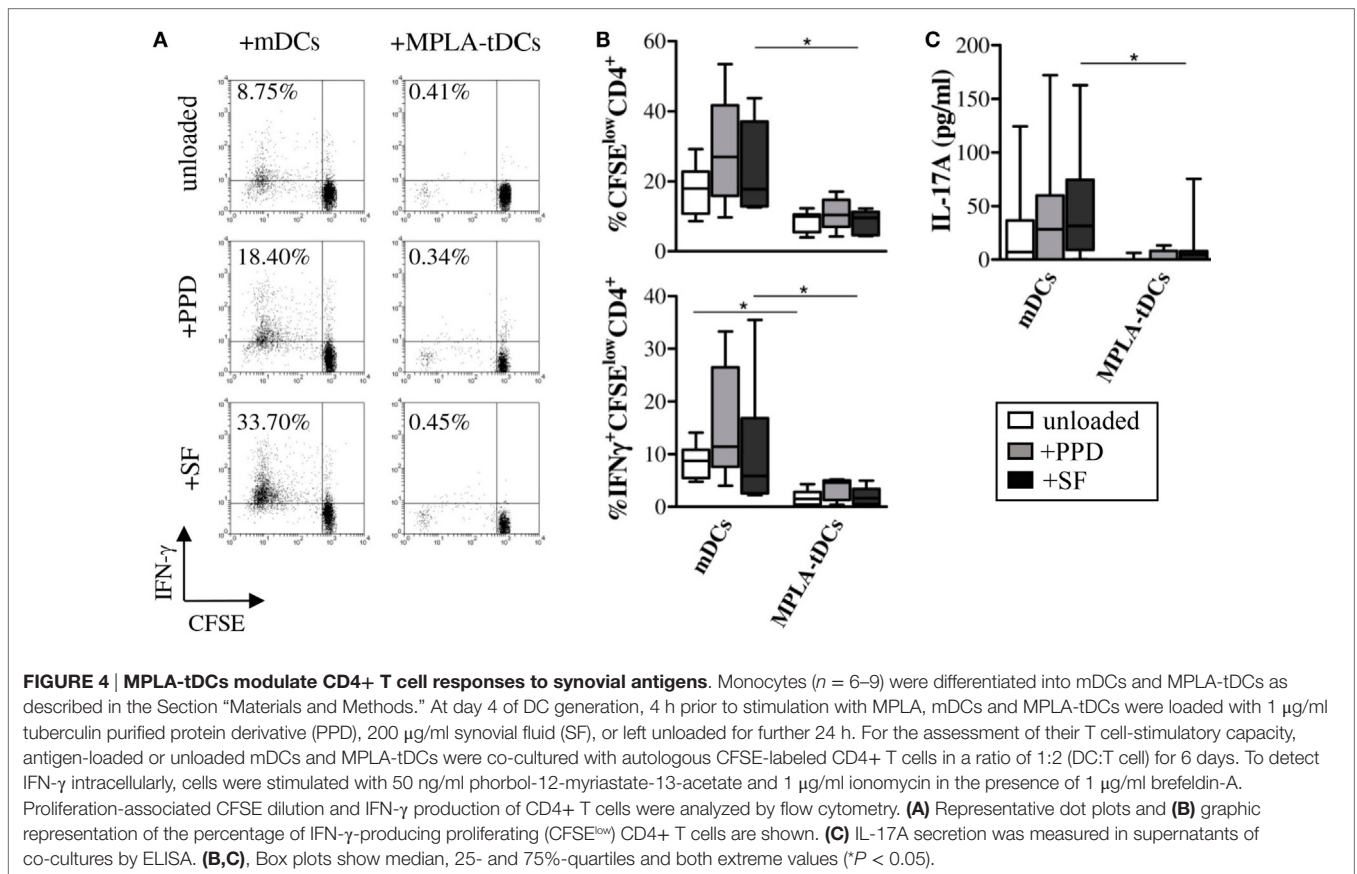 A
+mDCs +MPLA-tDCs
unloaded
8.75% 0.41%
+PPD
18.40% 0.34%
+SF
33.70% 0.45%
IFN-γ
CFSE
B
%CFSE^low CD4+
60
40
20
0
*
%IFNγ+CFSE^low CD4+
40
30
20
10
0
* *
mDCs
MPLA-tDCs
C
IL-17A (pg/ml)
200
150
100
50
0
*
mDCs
MPLA-tDCs
unloaded
+PPD
+SF
FIGURE 4 | MPLA-tDCs modulate CD4+ T cell responses to synovial antigens. Monocytes (n = 6–9) were differentiated into mDCs and MPLA-tDCs as
described in the Section “Materials and Methods.” At day 4 of DC generation, 4 h prior to stimulation with MPLA, mDCs and MPLA-tDCs were loaded with 1 μg/ml
tuberculin purified protein derivative (PPD), 200 μg/ml synovial fluid (SF), or left unloaded for further 24 h. For the assessment of their T cell-stimulatory capacity,
antigen-loaded or unloaded mDCs and MPLA-tDCs were co-cultured with autologous CFSE-labeled CD4+ T cells in a ratio of 1:2 (DC:T cell) for 6 days. To detect
IFN-γ intracellularly, cells were stimulated with 50 ng/ml phorbol-12-myristate-13-acetate and 1 μg/ml ionomycin in the presence of 1 μg/ml brefeldin-A.
Proliferation-associated CFSE dilution and IFN-γ production of CD4+ T cells were analyzed by flow cytometry. (A) Representative dot plots and (B) graphic
representation of the percentage of IFN-γ-producing proliferating (CFSE^low) CD4+ T cells are shown. (C) IL-17A secretion was measured in supernatants of
co-cultures by ELISA. (B,C), Box plots show median, 25- and 75%-quartiles and both extreme values (*P < 0.05).